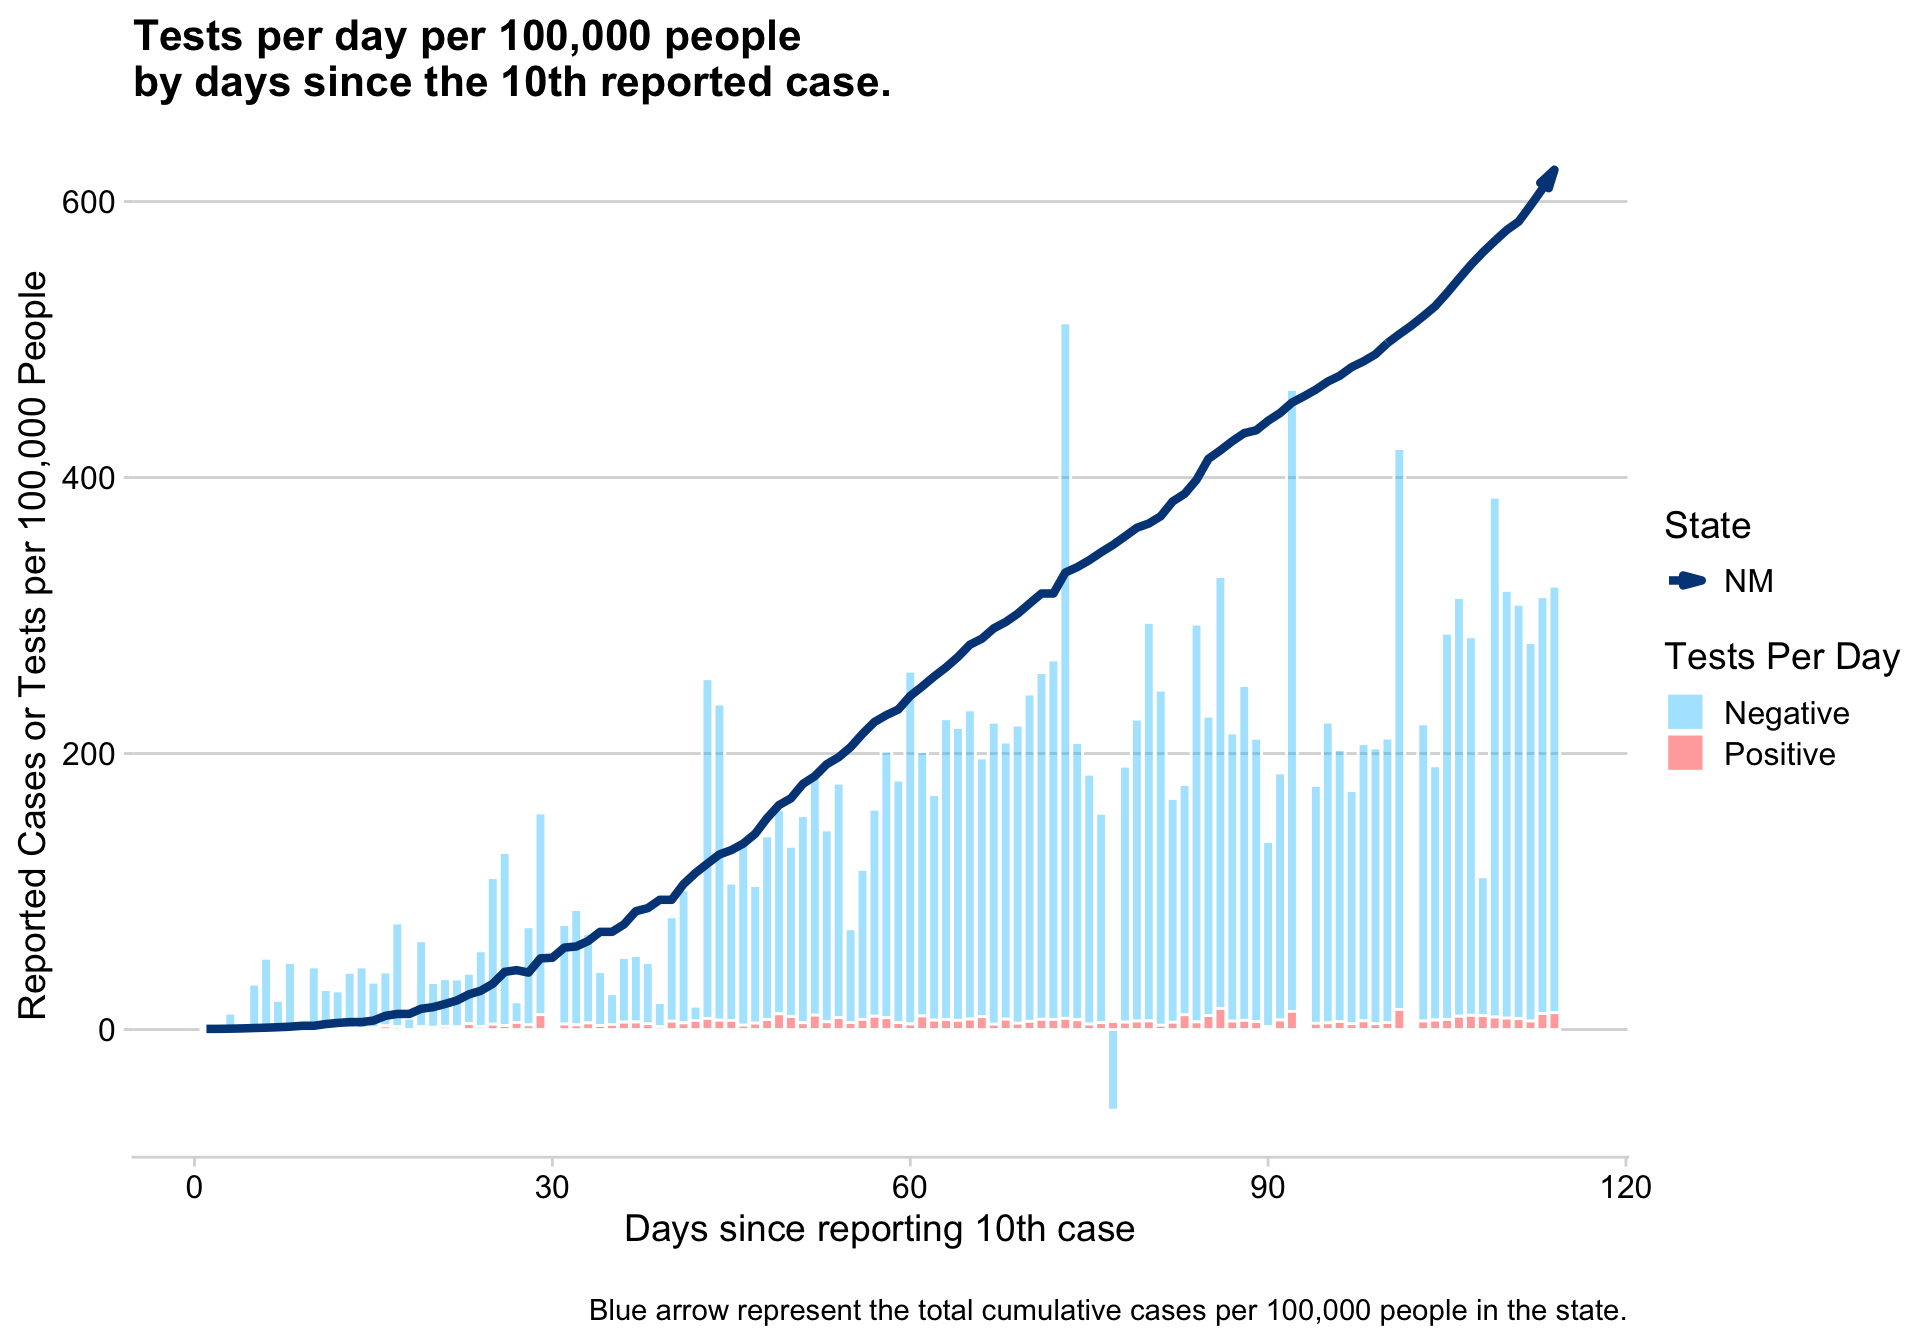 Tests per day per 100,000 people
by days since the 10th reported case.
Reported Cases or Tests per 100,000 People
600
400
200
0
0
30
60
90
120
Days since reporting 10th case
State
NM
Tests Per Day
Negative
Positive
Blue arrow represent the total cumulative cases per 100,000 people in the state.